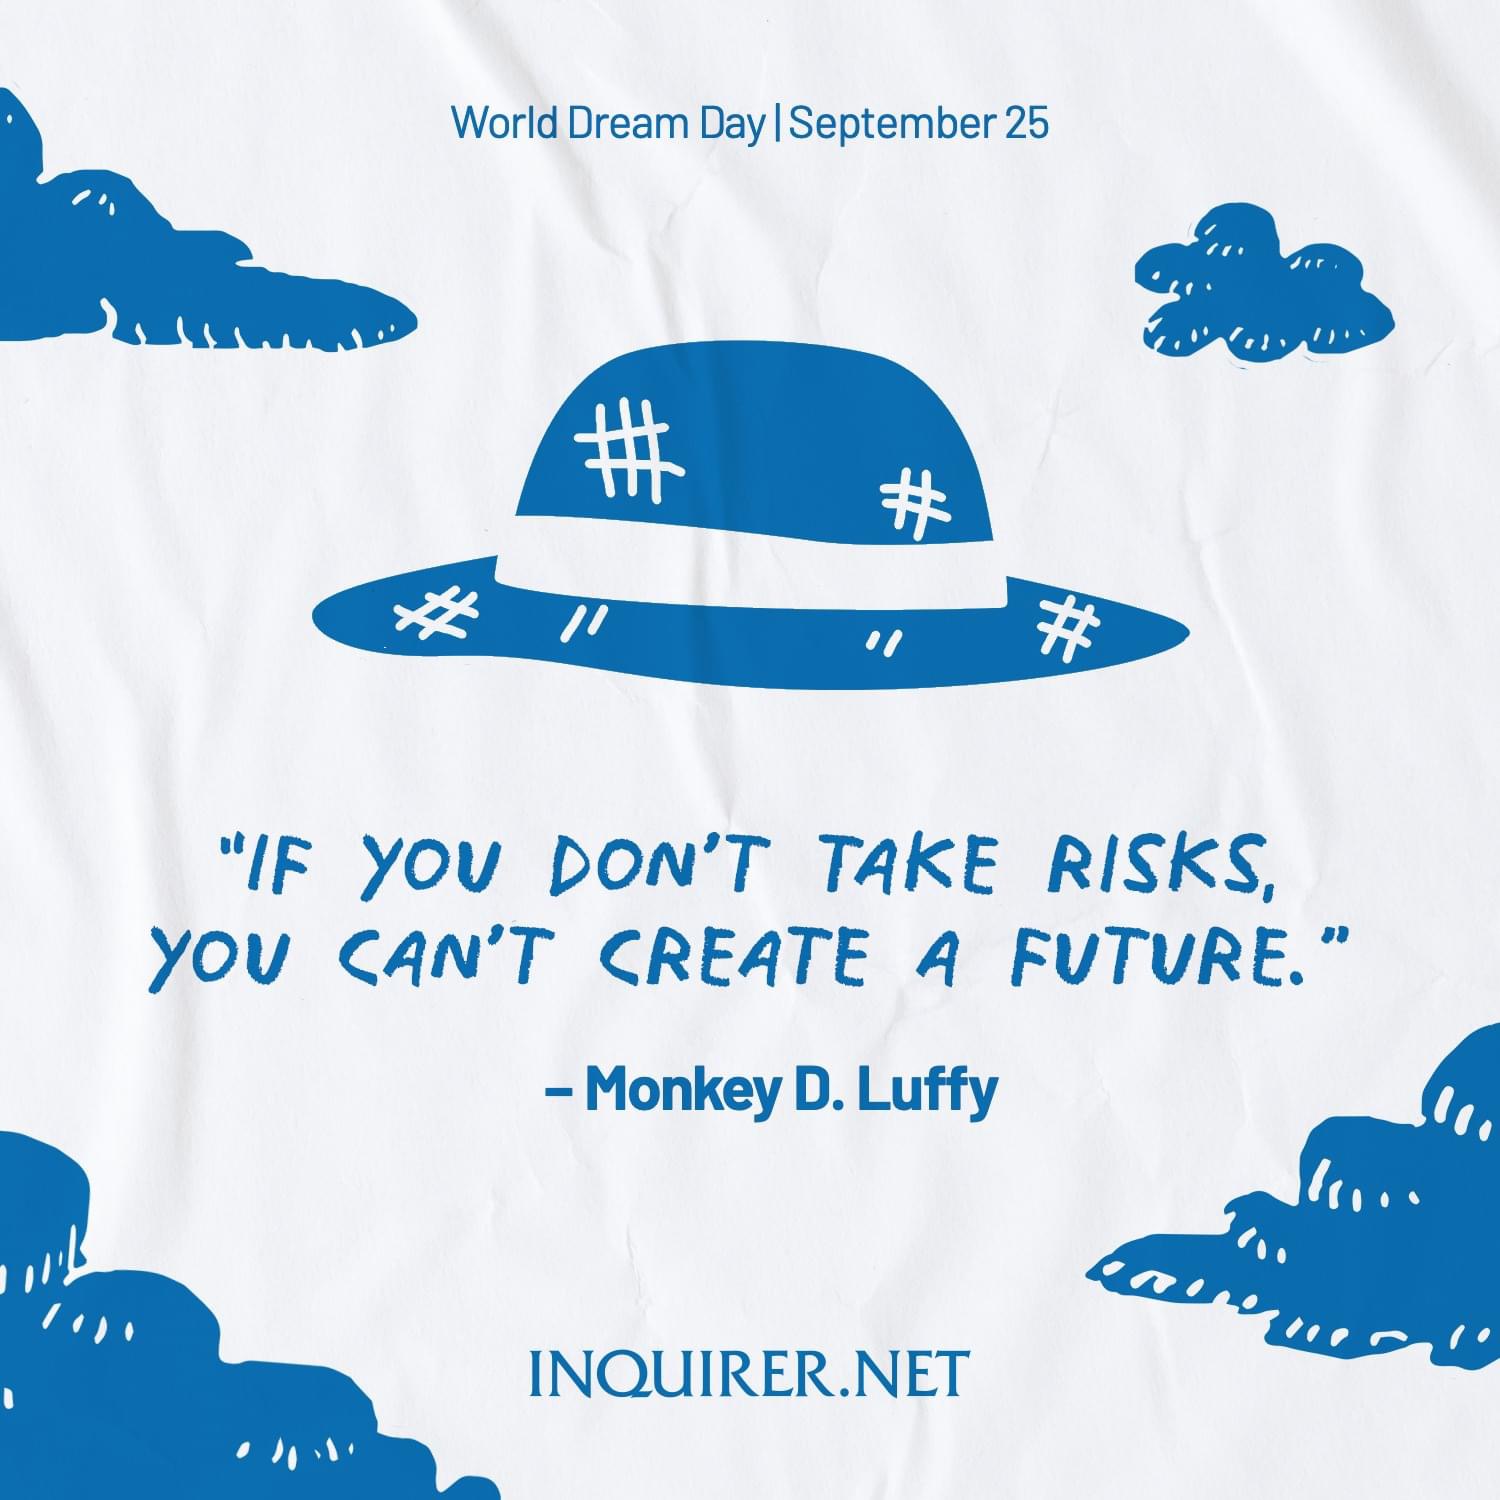 World Dream Day | September 25
"IF YOU DON'T TAKE RISKS,
YOU CAN'T CREATE A FUTURE."
– Monkey D. Luffy
INQUIRER.NET